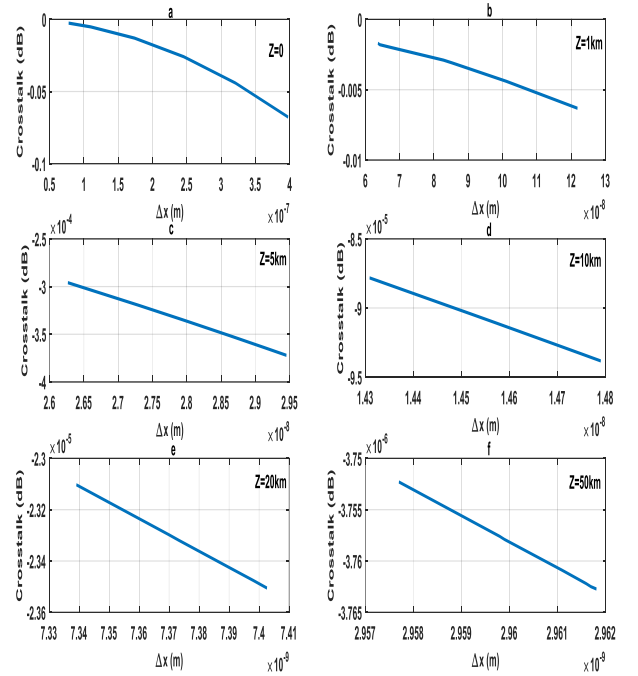 a
0
-0.05
-0.1
Crosstalk (dB)
Z=0
0.5 1 1.5 2 2.5 3 3.5 4
Δx (m)
×10⁻⁷
b
0
-0.005
-0.01
Crosstalk (dB)
Z=1km
6 7 8 9 10 11 12 13
Δx (m)
×10⁻⁸
c
×10⁻⁴
-2.5
-3
-3.5
-4
Crosstalk (dB)
Z=5km
2.6 2.65 2.7 2.75 2.8 2.85 2.9 2.95
Δx (m)
×10⁻⁸
d
×10⁻⁵
-8.5
-9
-9.5
Crosstalk (dB)
Z=10km
1.43 1.44 1.45 1.46 1.47 1.48
Δx (m)
×10⁻⁸
e
×10⁻⁵
-2.3
-2.32
-2.34
-2.36
Crosstalk (dB)
Z=20km
7.33 7.34 7.35 7.36 7.37 7.38 7.39 7.4 7.41
Δx (m)
×10⁻⁹
f
×10⁻⁶
-3.75
-3.755
-3.76
-3.765
Crosstalk (dB)
Z=50km
2.957 2.958 2.959 2.96 2.961 2.962
Δx (m)
×10⁻⁹